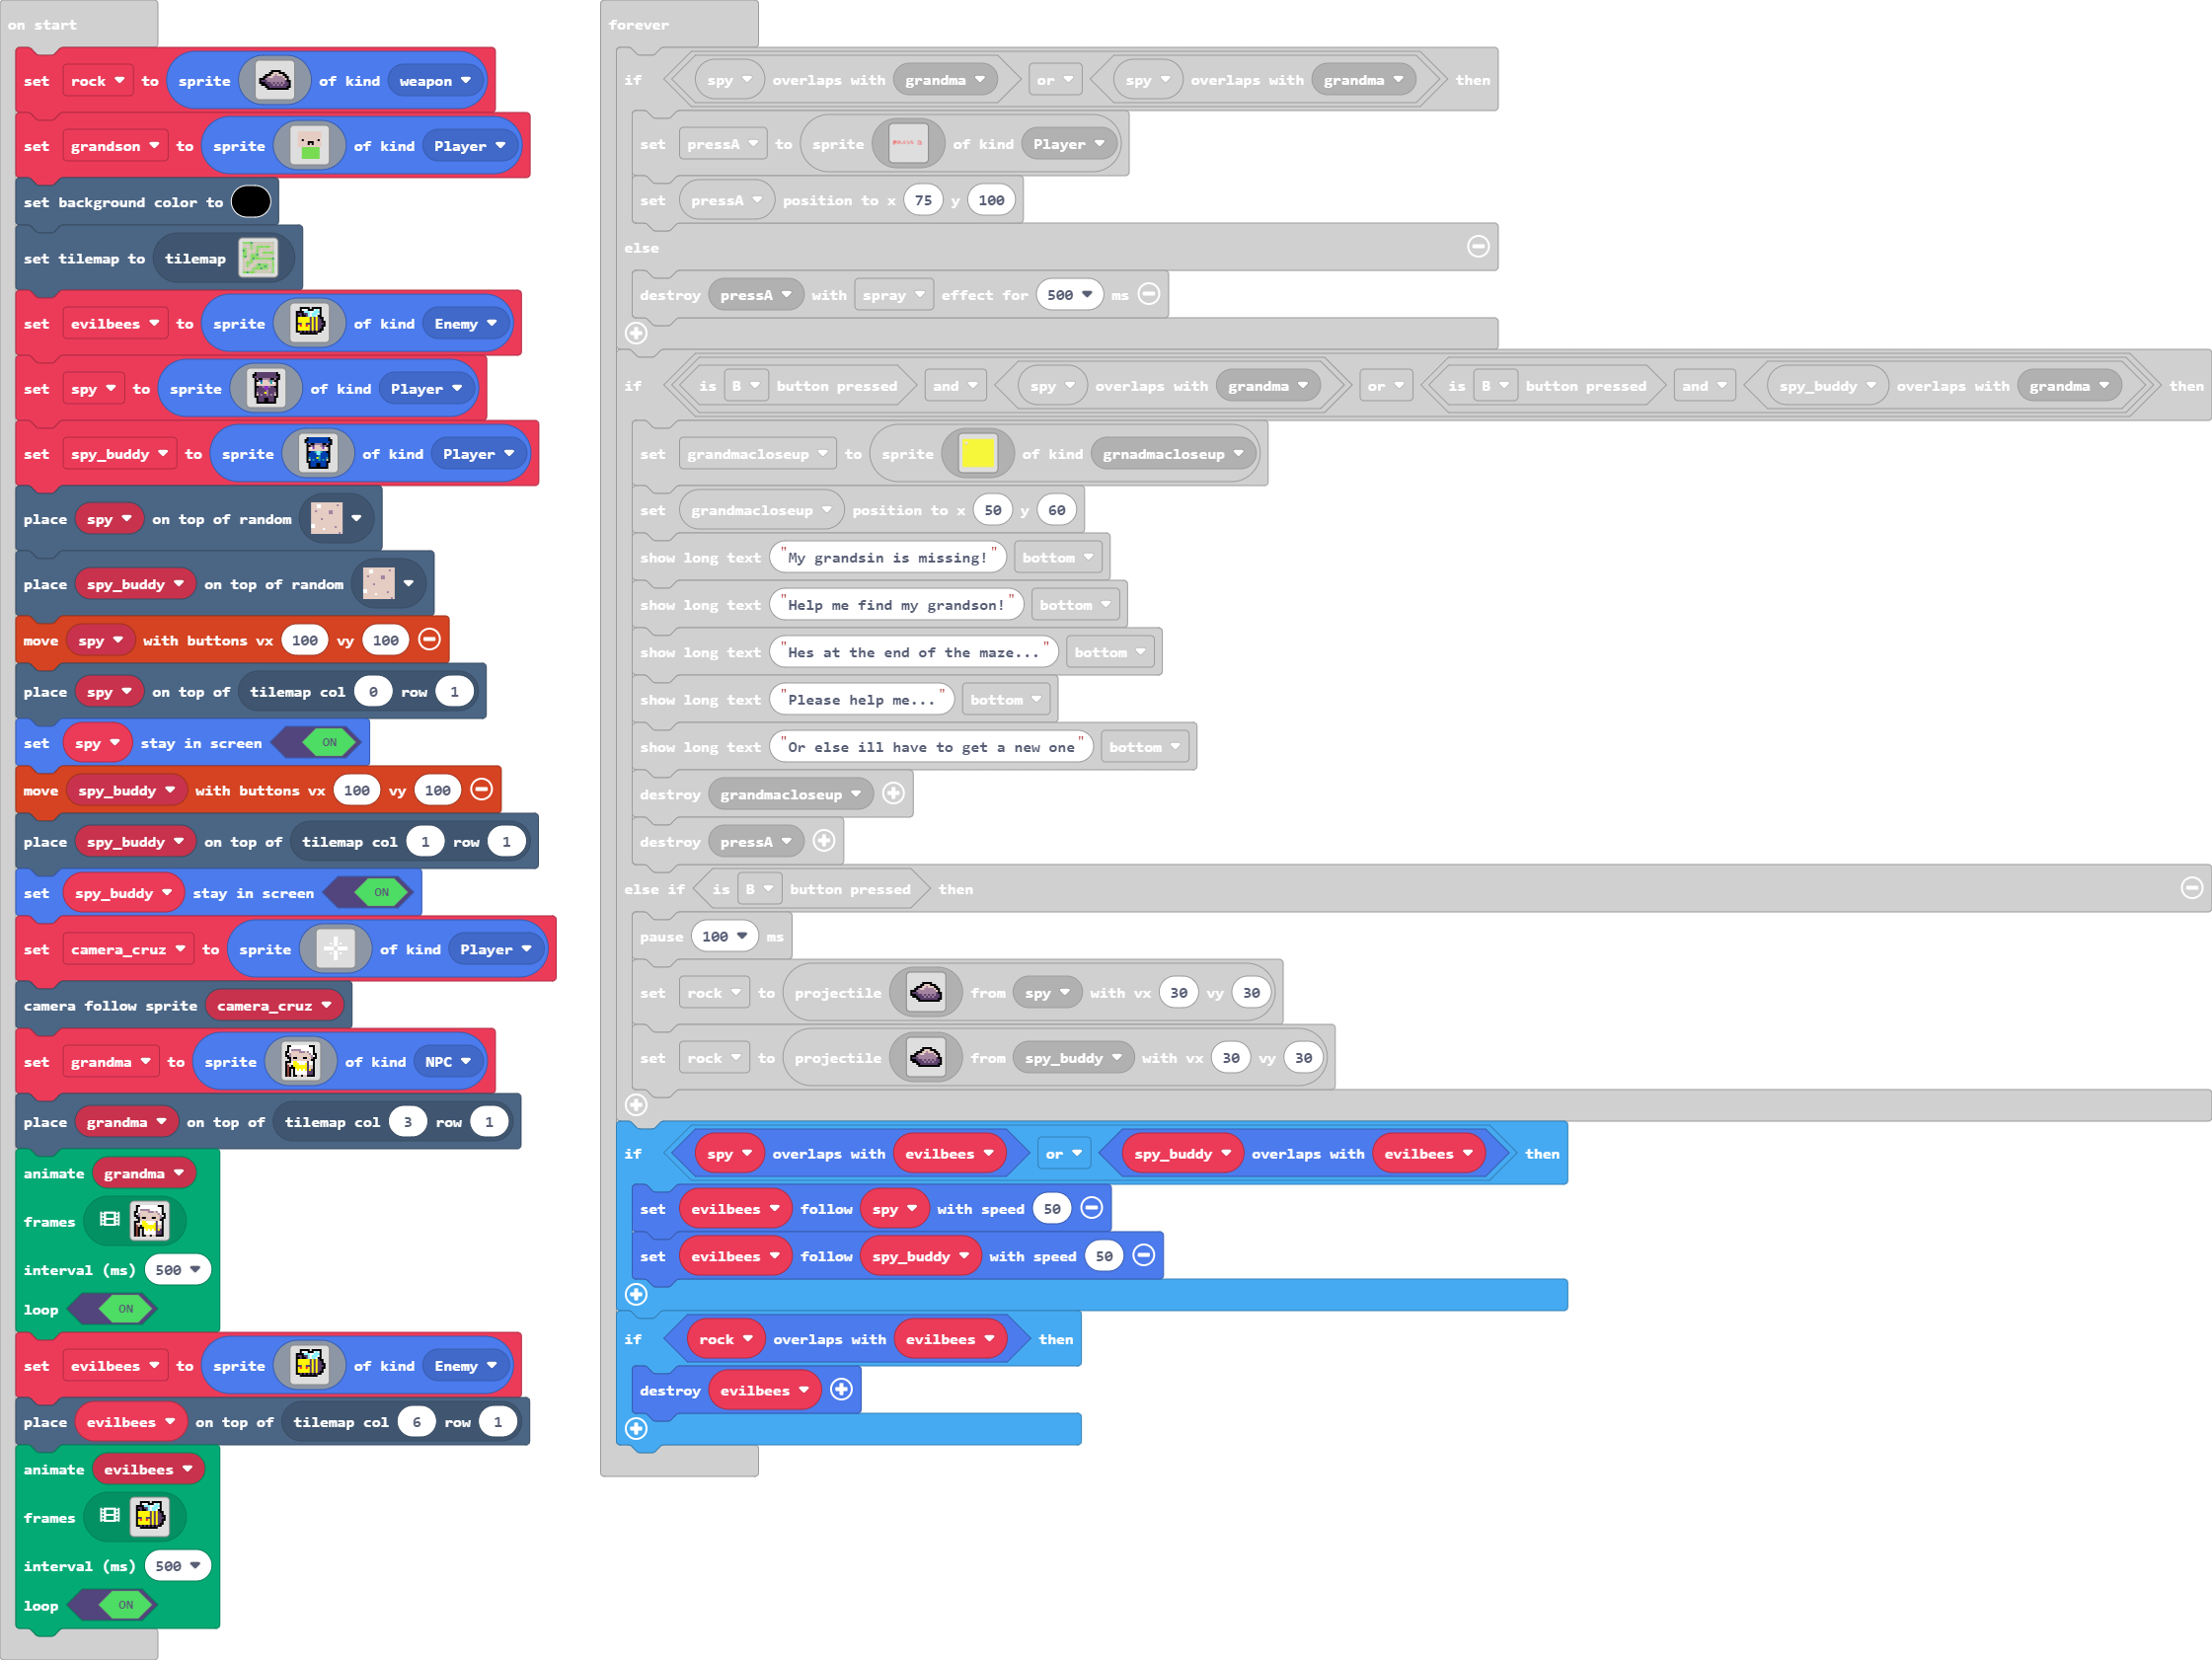 on start
set rock to sprite of kind weapon
set grandson to sprite of kind Player
set background color to
set tilemap to tilemap
set evilbees to sprite of kind Enemy
set spy to sprite of kind Player
set spy_buddy to sprite of kind Player
place spy on top of random
place spy_buddy on top of random
move spy with buttons vx 100 vy 100
place spy on top of tilemap col 0 row 1
set spy stay in screen ON
move spy_buddy with buttons vx 100 vy 100
place spy_buddy on top of tilemap col 1 row 1
set spy_buddy stay in screen ON
set camera_cruz to sprite of kind Player
camera follow sprite camera_cruz
set grandma to sprite of kind NPC
place grandma on top of tilemap col 3 row 1
animate grandma
frames
interval (ms) 500
loop ON
set evilbees to sprite of kind Enemy
place evilbees on top of tilemap col 6 row 1
animate evilbees
frames
interval (ms) 500
loop ON
forever
if spy overlaps with grandma or spy overlaps with grandma then
set pressA to sprite of kind Player
set pressA position to x 75 y 100
else
destroy pressA with spray effect for 500 ms
if is B button pressed and spy overlaps with grandma or is B button pressed and spy_buddy overlaps with grandma then
set grandmacloseup to sprite of kind grnadmacloseup
set grandmacloseup position to x 50 y 60
show long text "My grandsin is missing!" bottom
show long text "Help me find my grandson!" bottom
show long text "Hes at the end of the maze..." bottom
show long text "Please help me..." bottom
show long text "Or else ill have to get a new one" bottom
destroy grandmacloseup
destroy pressA
else if is B button pressed then
pause 100 ms
set rock to projectile from spy with vx 30 vy 30
set rock to projectile from spy_buddy with vx 30 vy 30
if spy overlaps with evilbees or spy_buddy overlaps with evilbees then
set evilbees follow spy with speed 50
set evilbees follow spy_buddy with speed 50
if rock overlaps with evilbees then
destroy evilbees